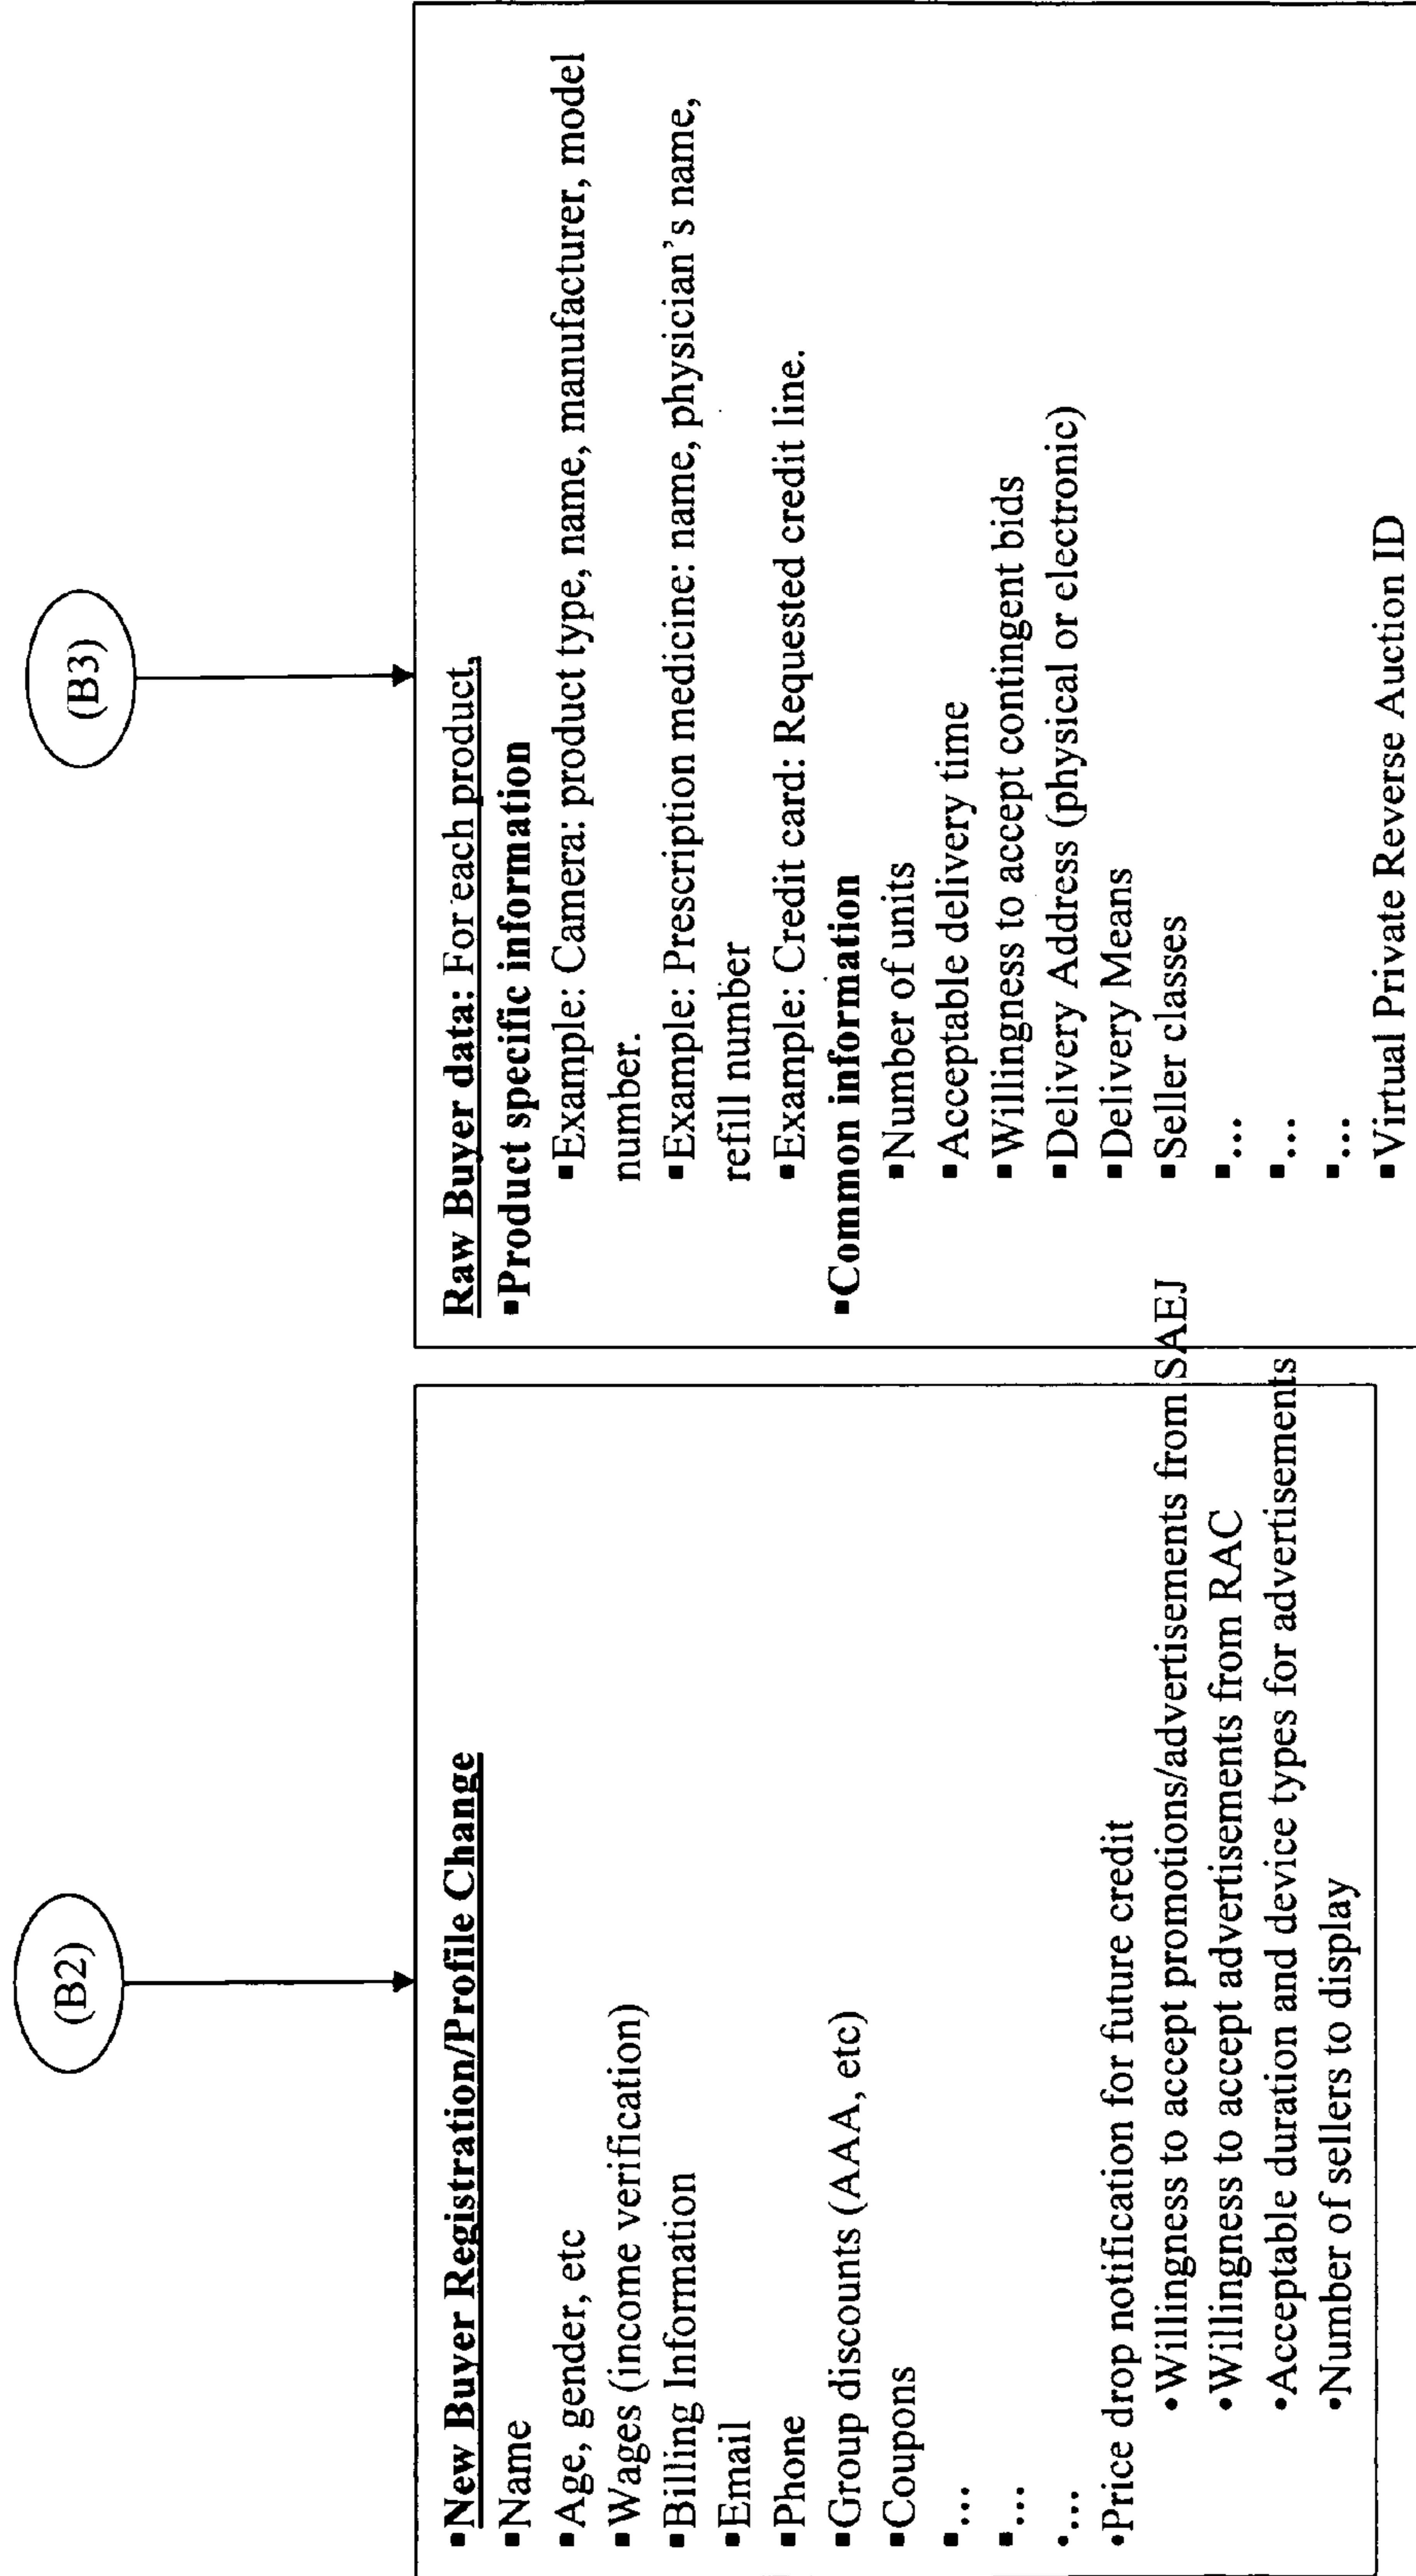 (B2)
▪New Buyer Registration/Profile Change
▪Name
▪Age, gender, etc
▪Wages (income verification)
▪Billing Information
▪Email
▪Phone
▪Group discounts (AAA, etc)
▪Coupons
▪...
▪...
•...
•Price drop notification for future credit
•Willingness to accept promotions/advertisements from SAEJ
•Willingness to accept advertisements from RAC
•Acceptable duration and device types for advertisements
•Number of sellers to display
(B3)
Raw Buyer data: For each product,
▪Product specific information
▪Example: Camera: product type, name, manufacturer, model
number.
▪Example: Prescription medicine: name, physician's name,
refill number
▪Example: Credit card: Requested credit line.
▪Common information
▪Number of units
▪Acceptable delivery time
▪Willingness to accept contingent bids
▪Delivery Address (physical or electronic)
▪Delivery Means
▪Seller classes
▪...
▪...
▪...
▪Virtual Private Reverse Auction ID